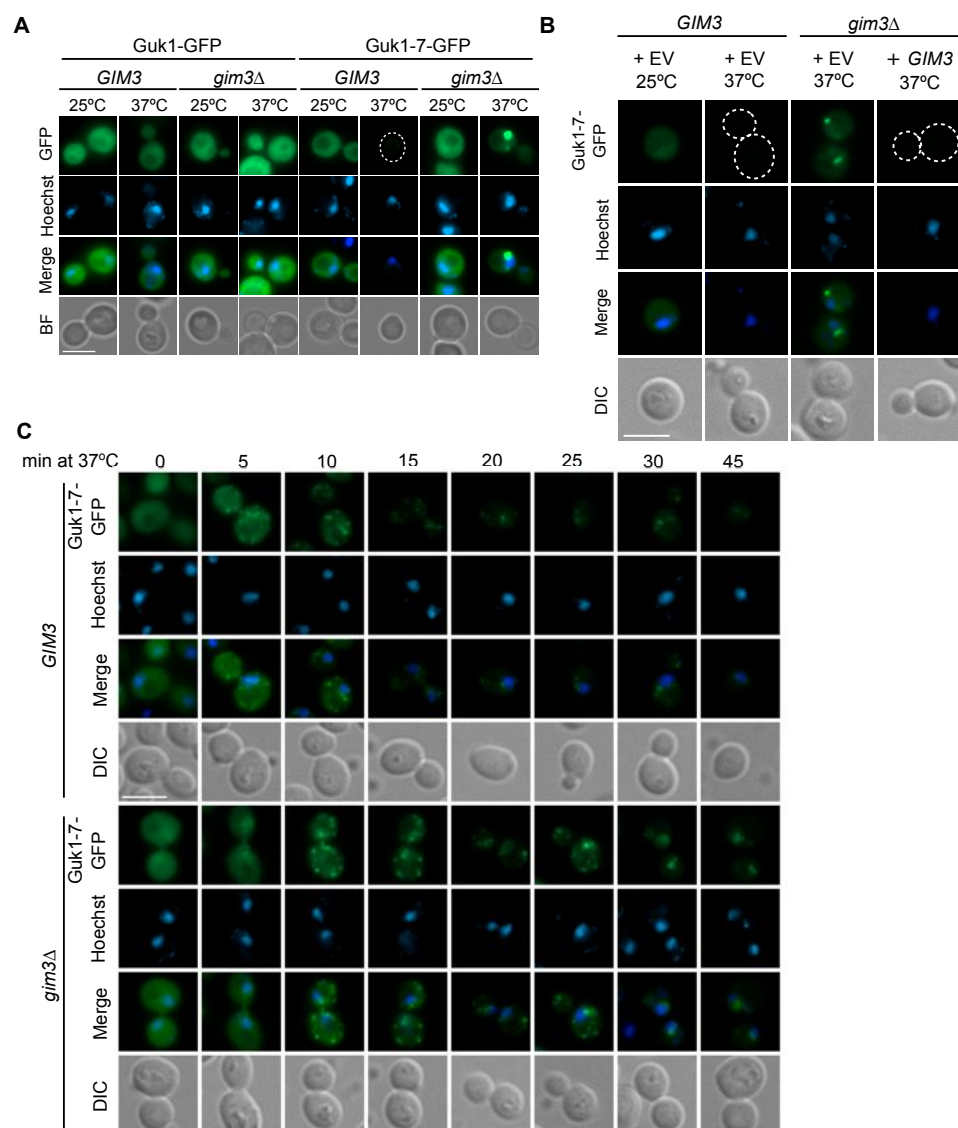 A
Guk1-GFP Guk1-7-GFP
GIM3 gim3Δ GIM3 gim3Δ
25ºC 37ºC 25ºC 37ºC 25ºC 37ºC 25ºC 37ºC
GFP
Hoechst
Merge
BF
B
GIM3 gim3Δ
+ EV + EV + EV + GIM3
25ºC 37ºC 37ºC 37ºC
Guk1-7-
GFP
Hoechst
Merge
DIC
C
min at 37ºC 0 5 10 15 20 25 30 45
GIM3
Guk1-7-
GFP
Hoechst
Merge
DIC
gim3Δ
Guk1-7-
GFP
Hoechst
Merge
DIC